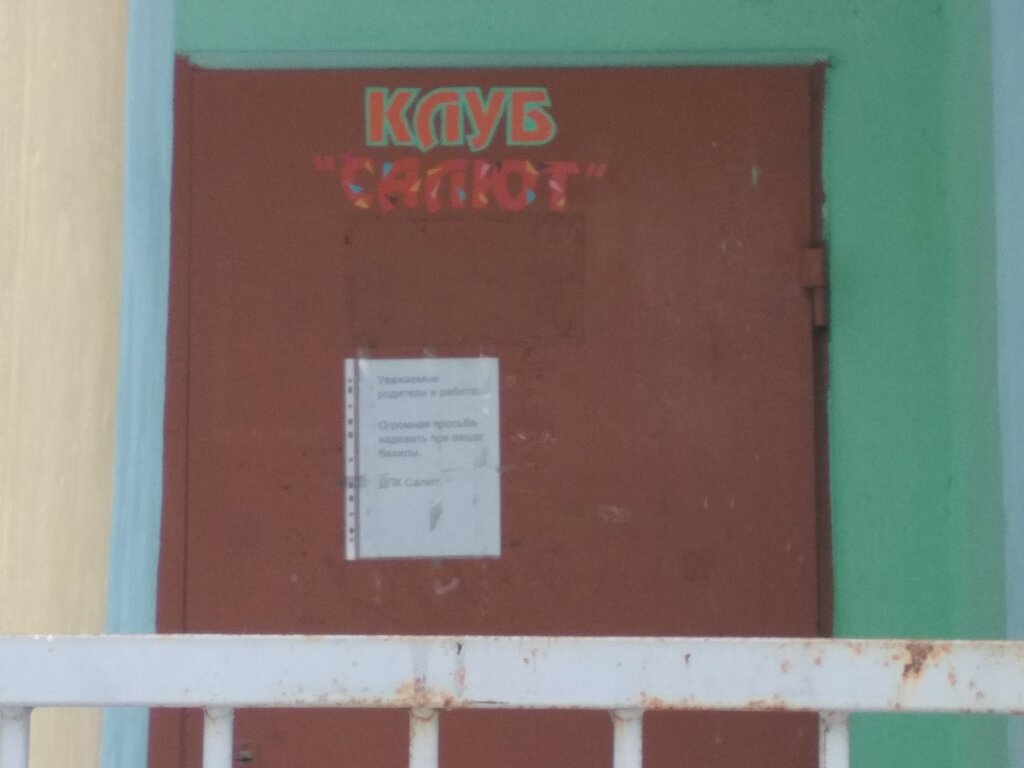 КЛУБ
"САЛЮТ"
Уважаемые
родители и ребята!
Огромная просьба
надевать при входе
бахилы.
ДПК Салют